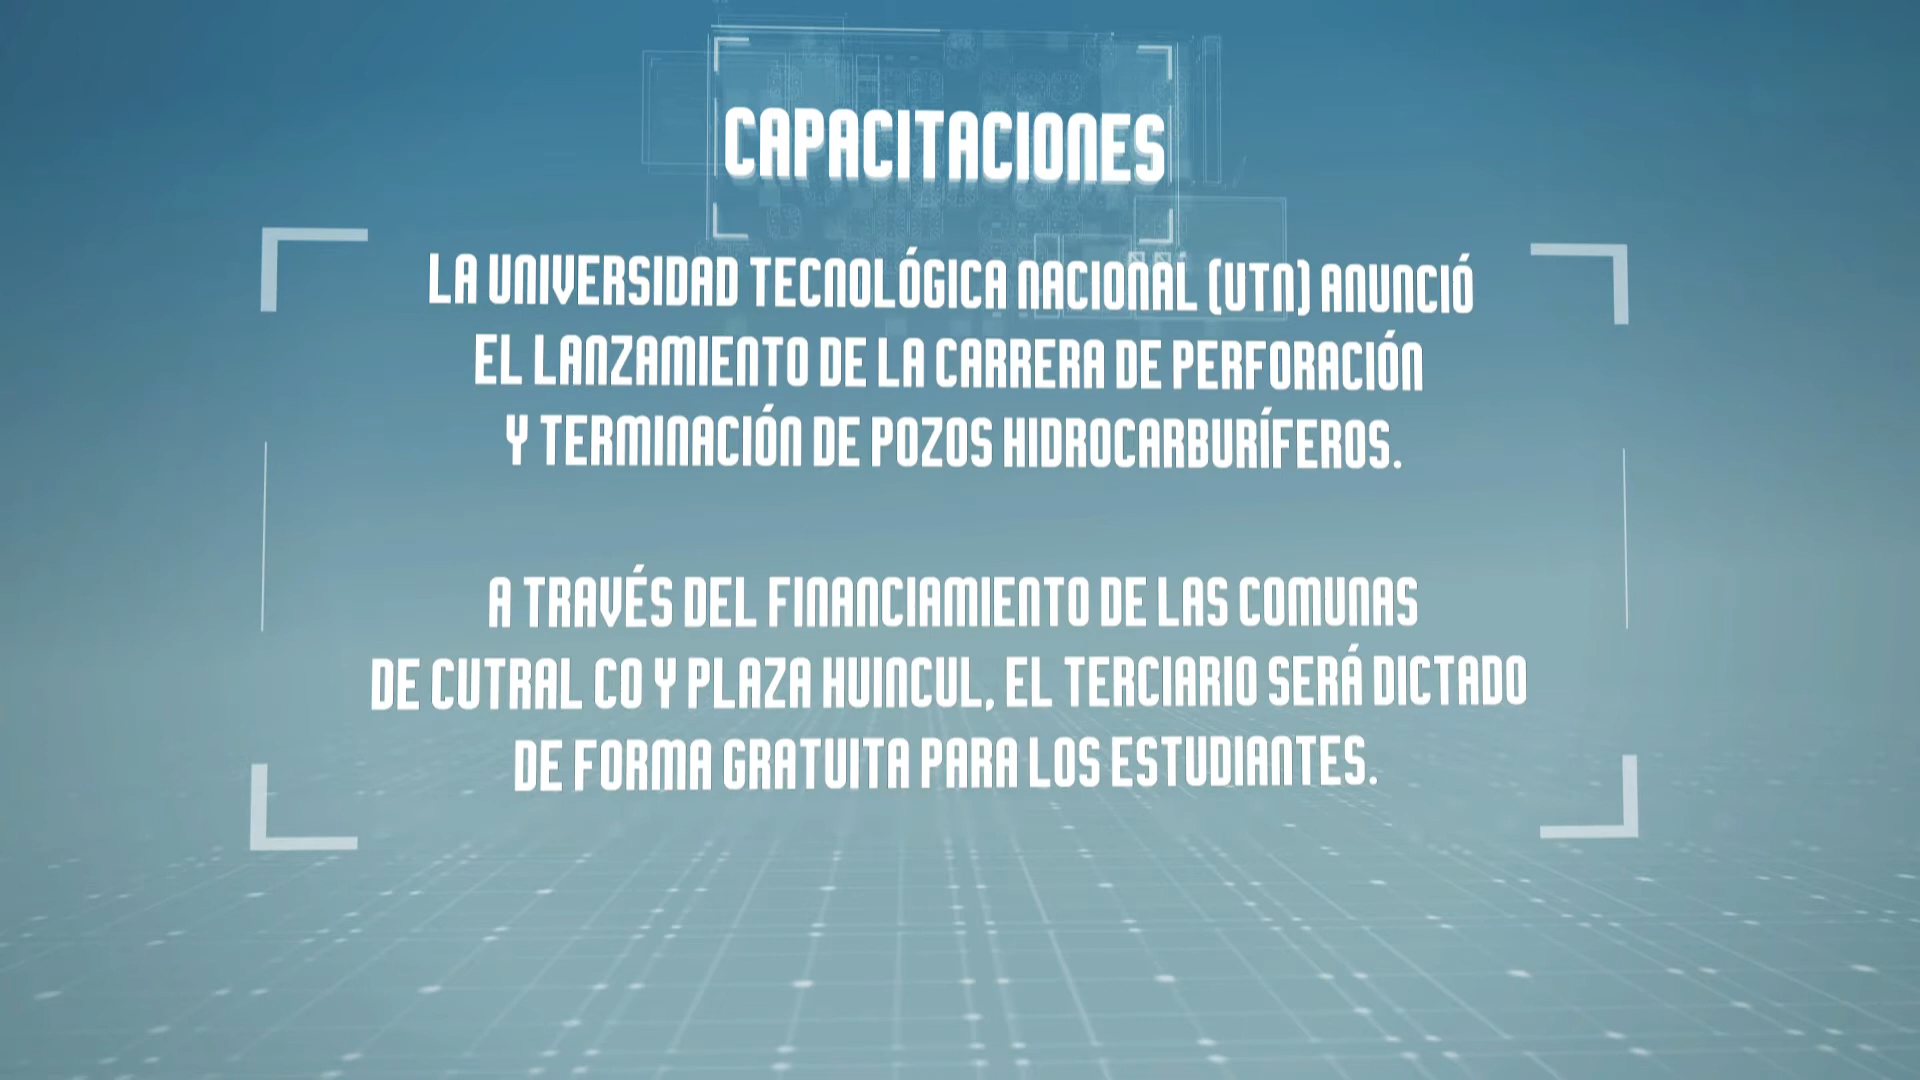 CAPACITACIONES
LA UNIVERSIDAD TECNOLÓGICA NACIONAL (UTN) ANUNCIÓ
EL LANZAMIENTO DE LA CARRERA DE PERFORACIÓN
Y TERMINACIÓN DE POZOS HIDROCARBURÍFEROS.
A TRAVÉS DEL FINANCIAMIENTO DE LAS COMUNAS
DE CUTRAL CO Y PLAZA HUINCUL, EL TERCIARIO SERÁ DICTADO
DE FORMA GRATUITA PARA LOS ESTUDIANTES.